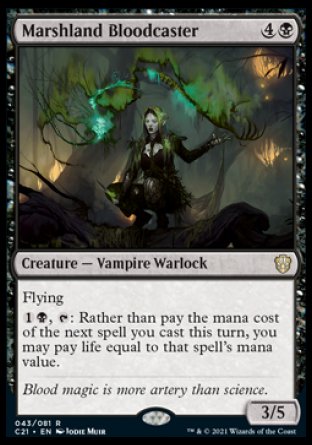 Marshland Bloodcaster 4
Creature — Vampire Warlock
Flying
1 , : Rather than pay the mana cost
of the next spell you cast this turn, you
may pay life equal to that spell's mana
value.
Blood magic is more artery than science.
3/5
043/081 R
C21 • EN Jodie Muir
™ & © 2021 Wizards of the Coast